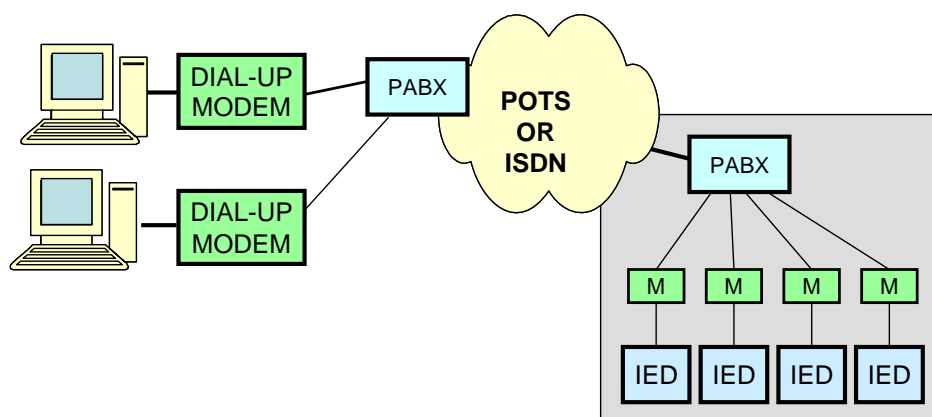 DIAL-UP
MODEM
PABX
POTS
OR
ISDN
PABX
DIAL-UP
MODEM
M
M
M
M
IED
IED
IED
IED